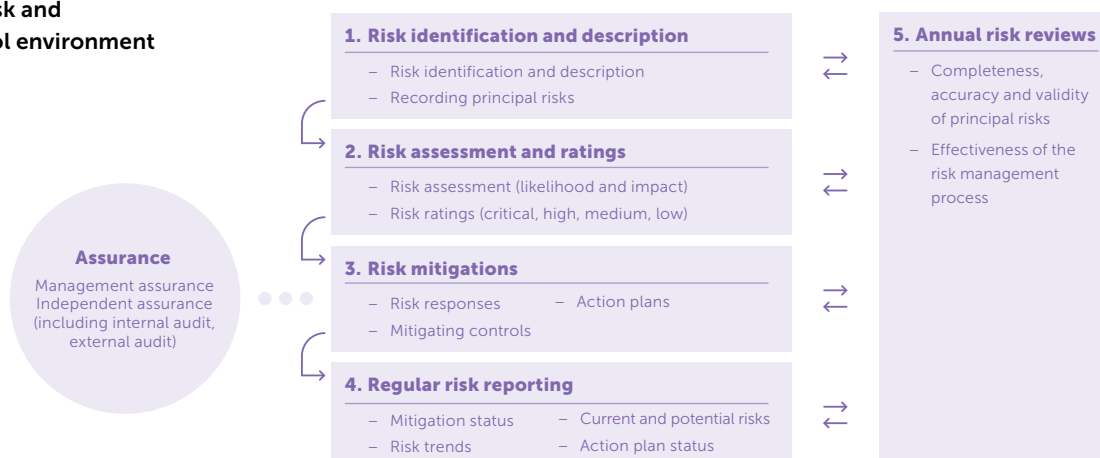 and
environment
1. Risk identification and description
– Risk identification and description
– Recording principal risks
2. Risk assessment and ratings
– Risk assessment (likelihood and impact)
– Risk ratings (critical, high, medium, low)
3. Risk mitigations
– Risk responses
– Action plans
– Mitigating controls
4. Regular risk reporting
– Mitigation status
– Current and potential risks
– Risk trends
– Action plan status
5. Annual risk reviews
– Completeness,
accuracy and validity
of principal risks
– Effectiveness of the
risk management
process
Assurance
Management assurance
Independent assurance
(including internal audit,
external audit)